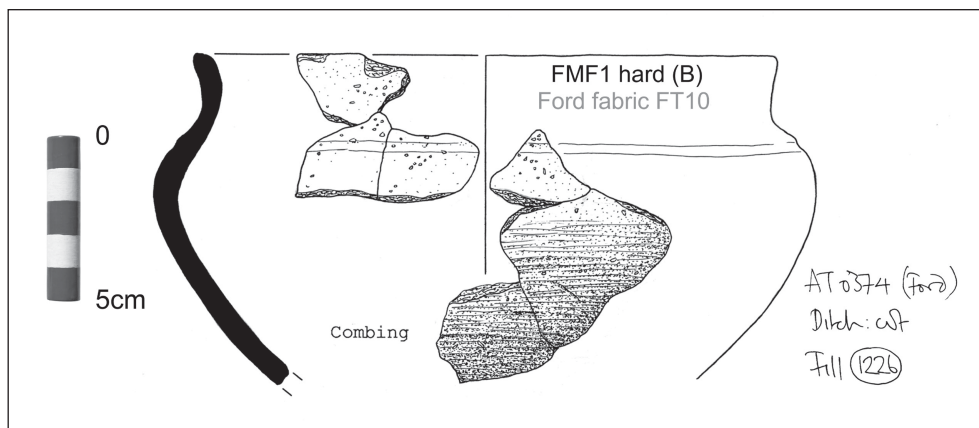 FMF1 hard (B)
Ford fabric FT10
0
5cm
Combing
AT0374 (Ford)
Ditch: cut
Fill 1226